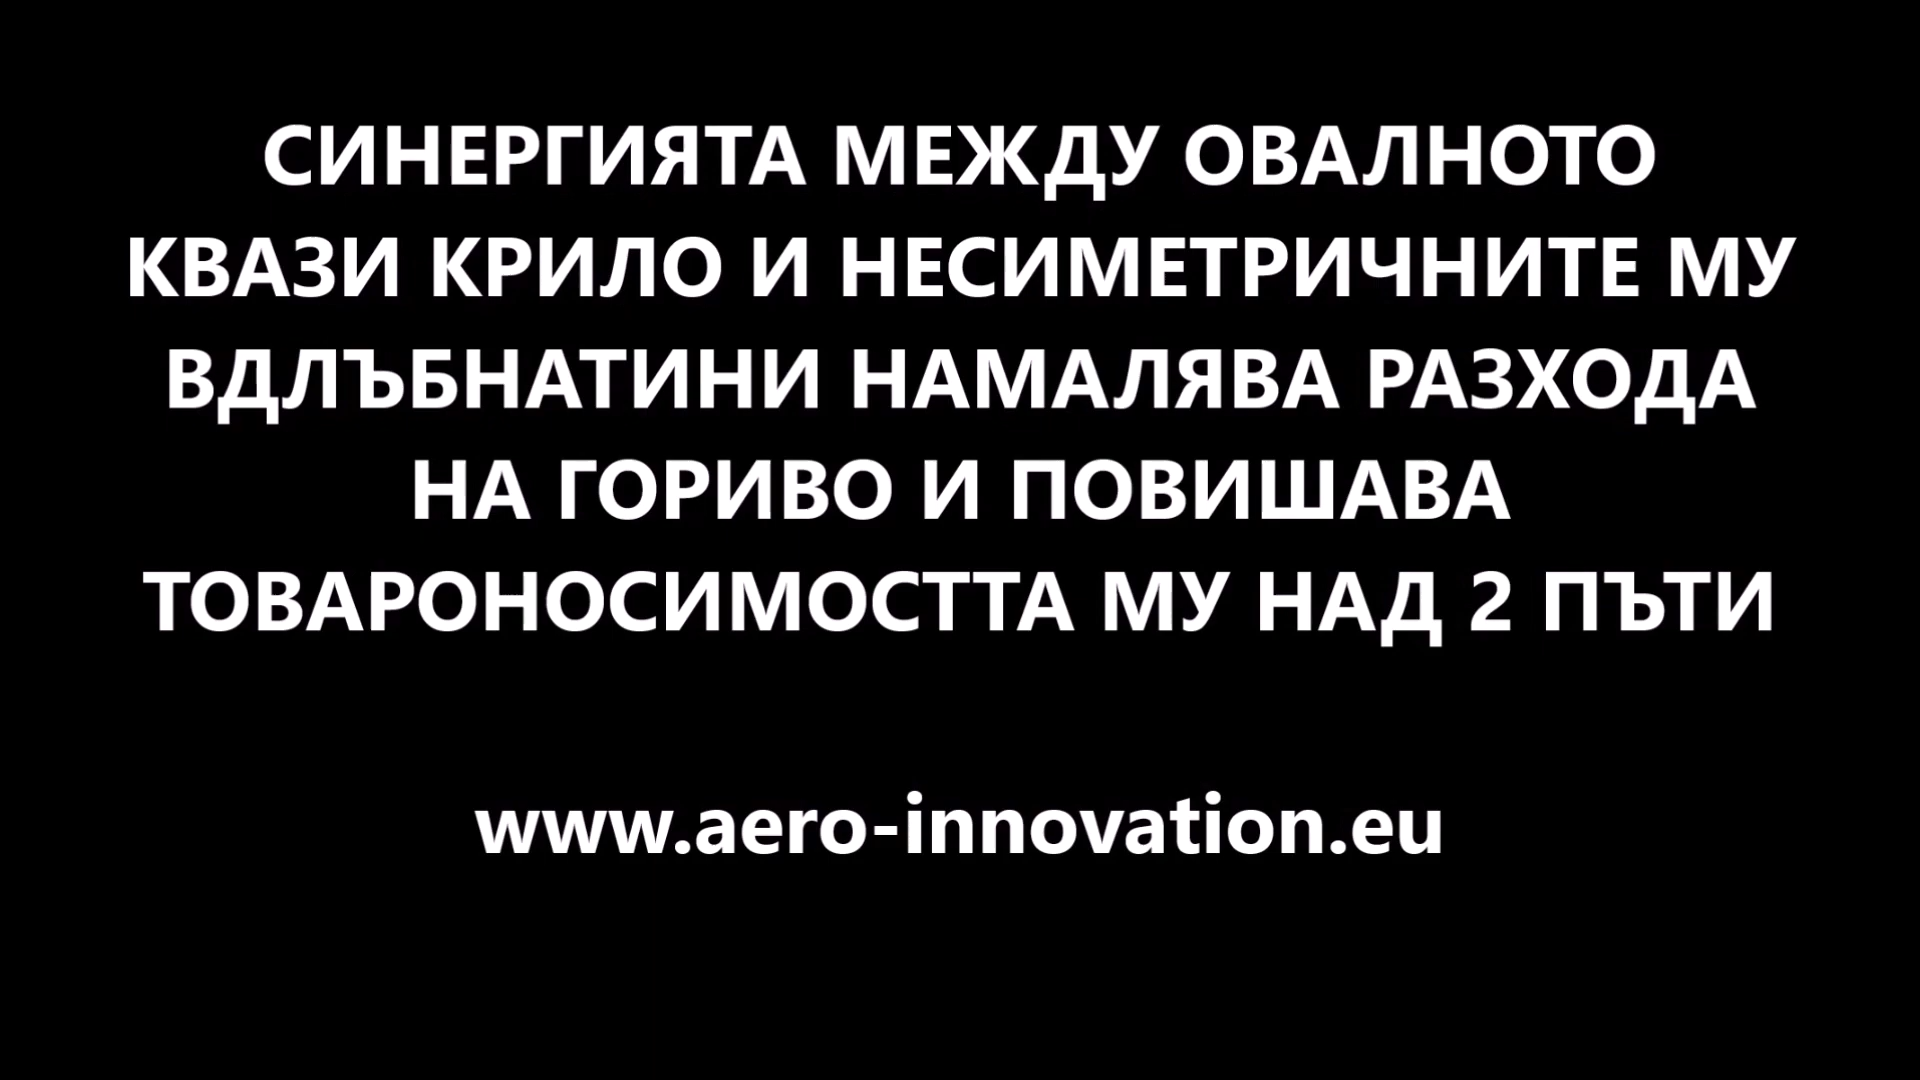 СИНЕРГИЯТА МЕЖДУ ОВАЛНОТО
КВАЗИ КРИЛО И НЕСИМЕТРИЧНИТЕ МУ
ВДЛЪБНАТИНИ НАМАЛЯВА РАЗХОДА
НА ГОРИВО И ПОВИШАВА
ТОВАРОНОСИМОСТТА МУ НАД 2 ПЪТИ
www.aero-innovation.eu